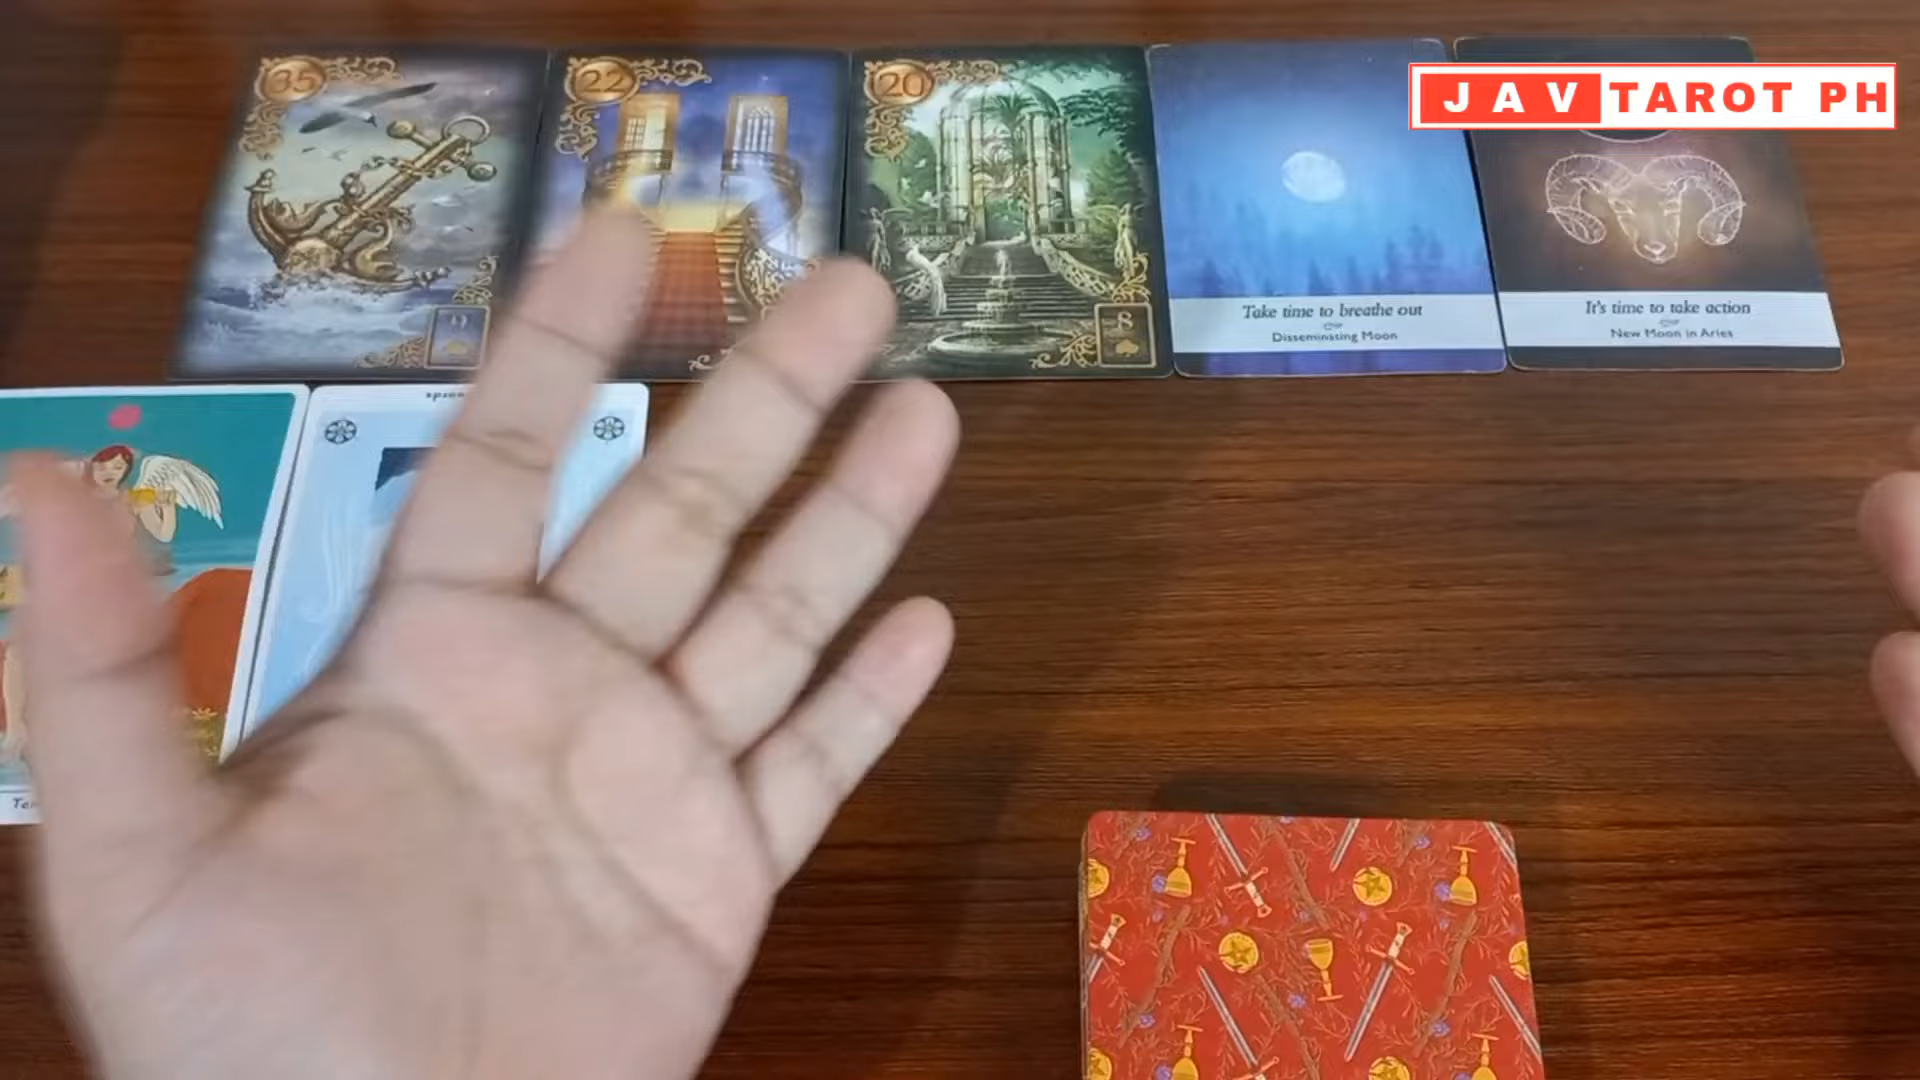 35
22
20
JAV TAROT PH
8
Take time to breathe out
Disseminating Moon
It's time to take action
New Moon in Aries